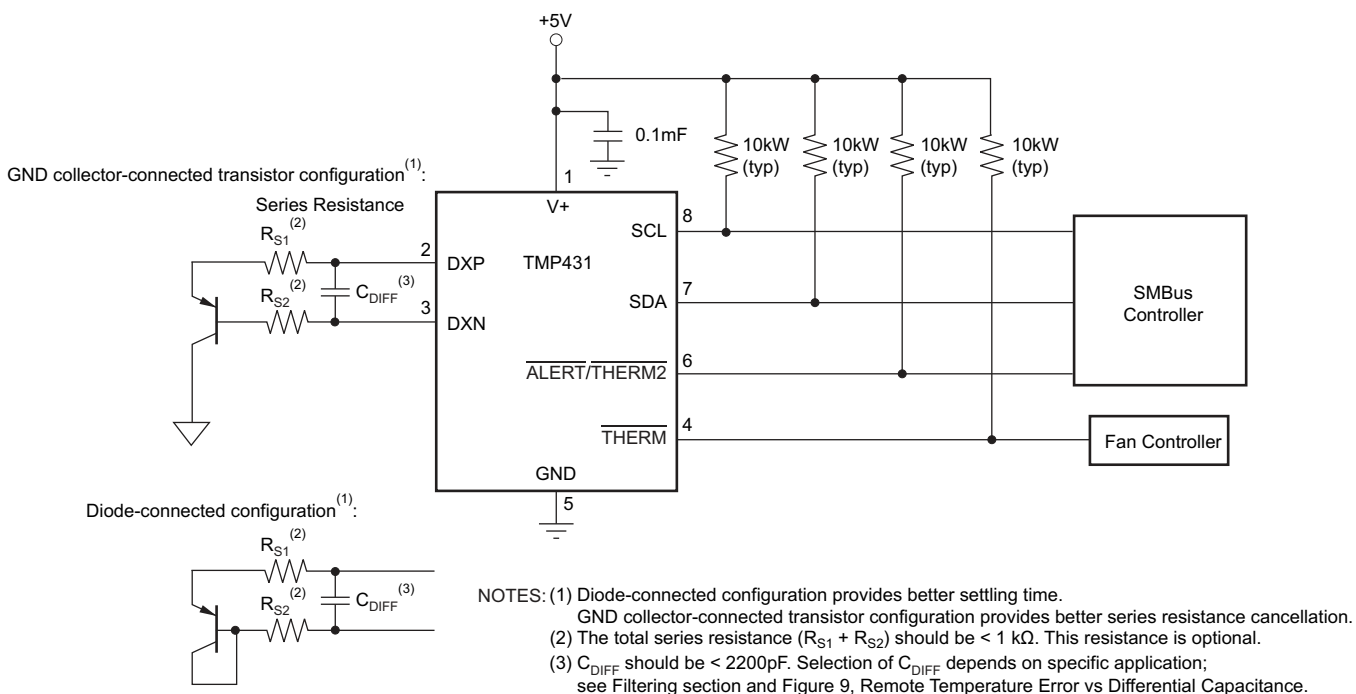 +5V
0.1mF
10kW
(typ)
10kW
(typ)
10kW
(typ)
10kW
(typ)
GND collector-connected transistor configuration(1):
Series Resistance
RS1(2)
RS2(2)
CDIFF(3)
1
V+
2
DXP
3
DXN
TMP431
SCL
8
SDA
7
ALERT/THERM2
6
THERM
4
GND
5
SMBus
Controller
Fan Controller
Diode-connected configuration(1):
RS1(2)
RS2(2)
CDIFF(3)
NOTES: (1) Diode-connected configuration provides better settling time.
GND collector-connected transistor configuration provides better series resistance cancellation.
(2) The total series resistance (RS1 + RS2) should be < 1 kΩ. This resistance is optional.
(3) CDIFF should be < 2200pF. Selection of CDIFF depends on specific application;
see Filtering section and Figure 9, Remote Temperature Error vs Differential Capacitance.